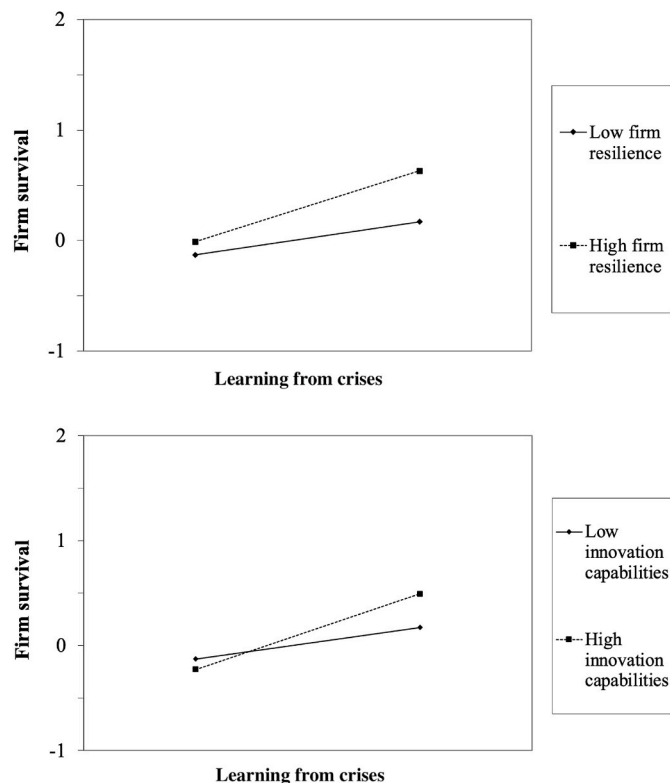 2
1
0
-1
Firm survival
Learning from crises
Low firm
resilience
High firm
resilience
2
1
0
-1
Firm survival
Learning from crises
Low
innovation
capabilities
High
innovation
capabilities